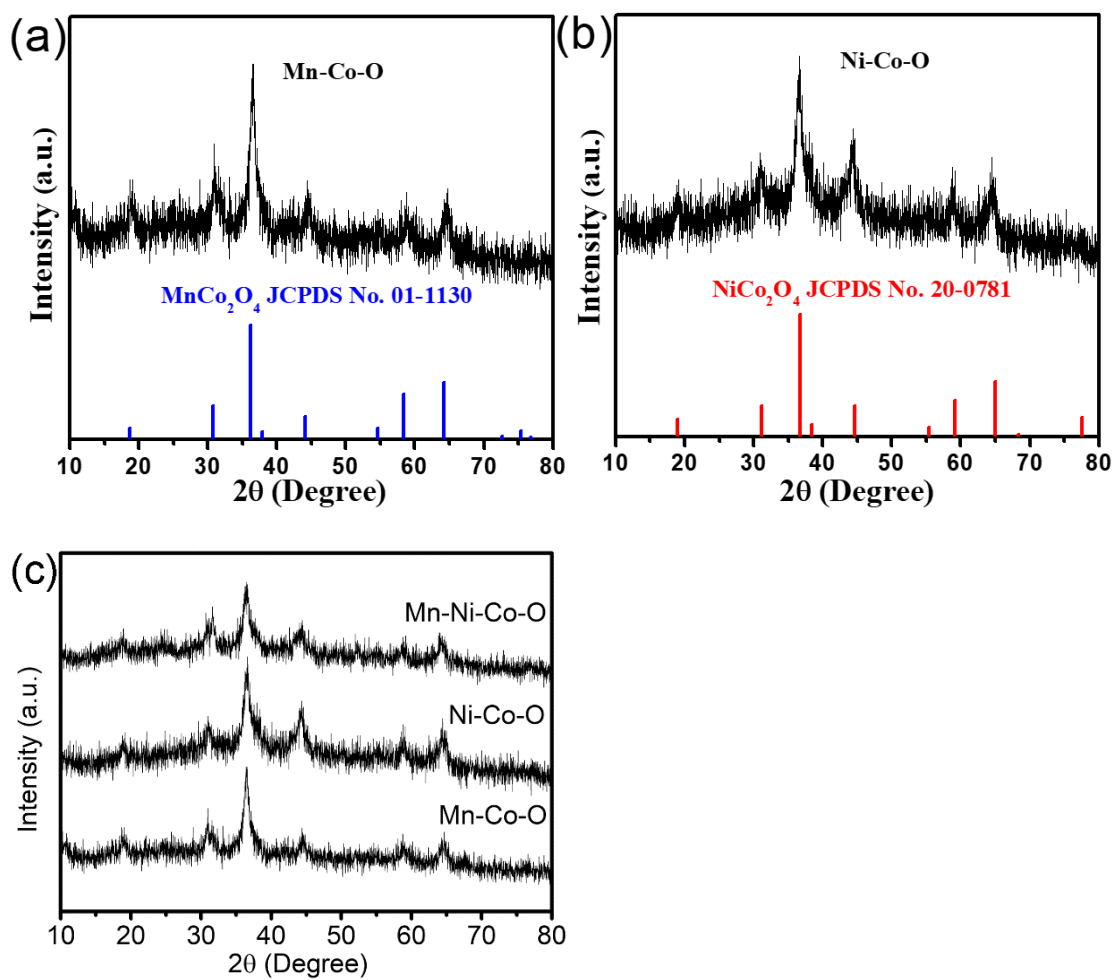 (a)
Mn-Co-O
Intensity (a.u.)
MnCo₂O₄ JCPDS No. 01-1130
10 20 30 40 50 60 70 80
2θ (Degree)
(b)
Ni-Co-O
Intensity (a.u.)
NiCo₂O₄ JCPDS No. 20-0781
10 20 30 40 50 60 70 80
2θ (Degree)
(c)
Mn-Ni-Co-O
Ni-Co-O
Mn-Co-O
Intensity (a.u.)
10 20 30 40 50 60 70 80
2θ (Degree)